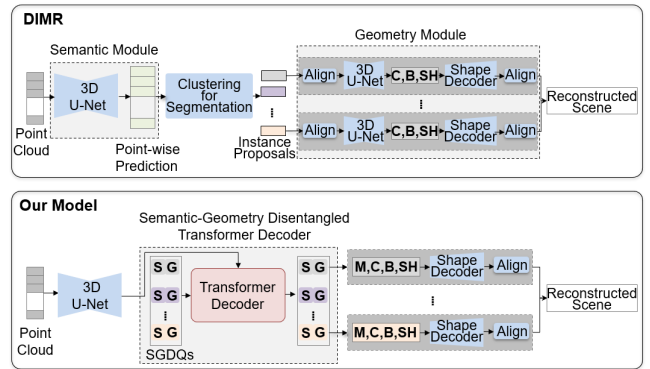 DIMR
Semantic Module
Geometry Module
3D
U-Net
Clustering
for
Segmentation
Align
3D
U-Net
C,B,SH
Shape
Decoder
Align
Point
Cloud
Point-wise
Prediction
Instance
Proposals
Align
3D
U-Net
C,B,SH
Shape
Decoder
Align
Reconstructed
Scene
Our Model
Semantic-Geometry Disentangled
Transformer Decoder
3D
U-Net
Point
Cloud
S G
S G
S G
SGDQs
Transformer
Decoder
S G
S G
S G
M,C,B,SH
Shape
Decoder
Align
M,C,B,SH
Shape
Decoder
Align
Reconstructed
Scene